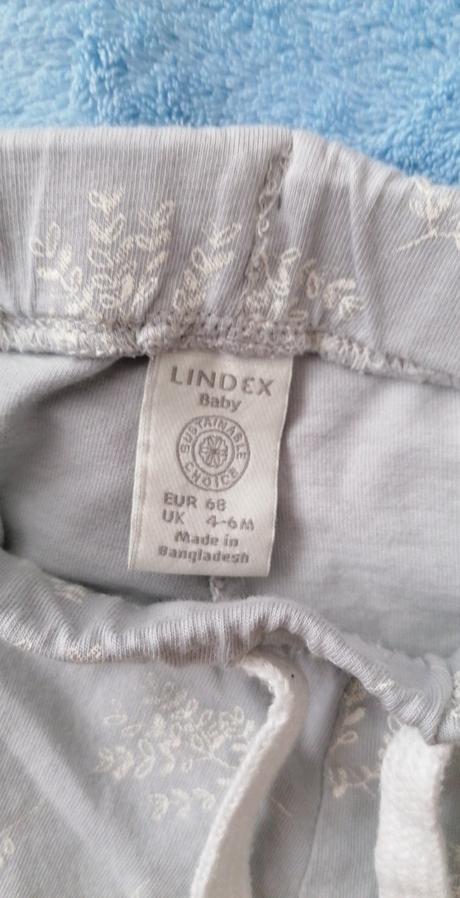 LINDEX
Baby
SUSTAINABLE
CHOICE
EUR 68
UK 4-6M
Made in
Bangladesh